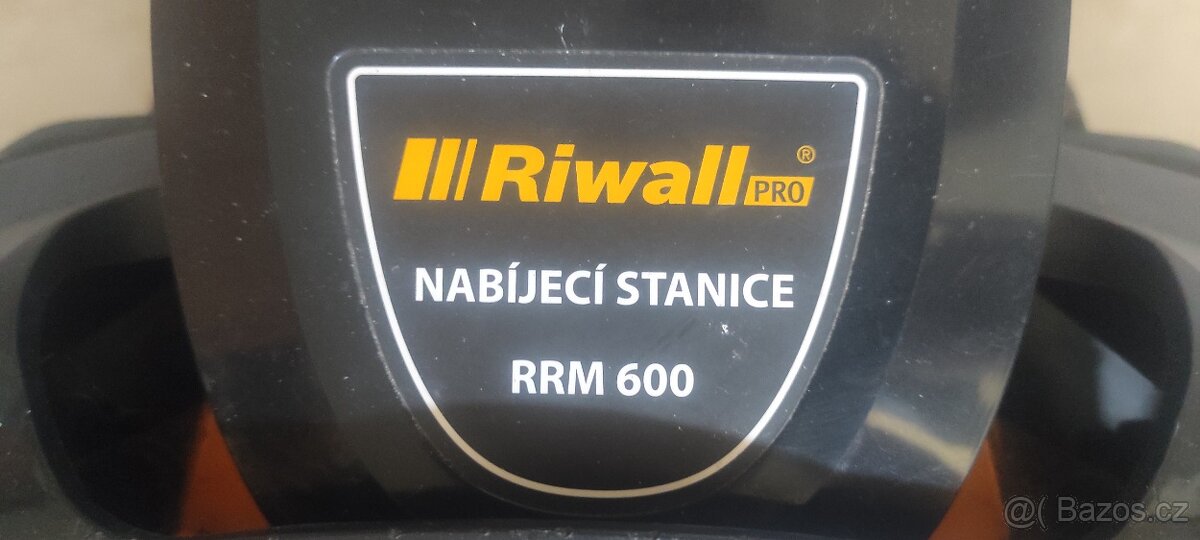 Riwall PRO ®
NABÍJECÍ STANICE
RRM 600
@( Bazos.cz